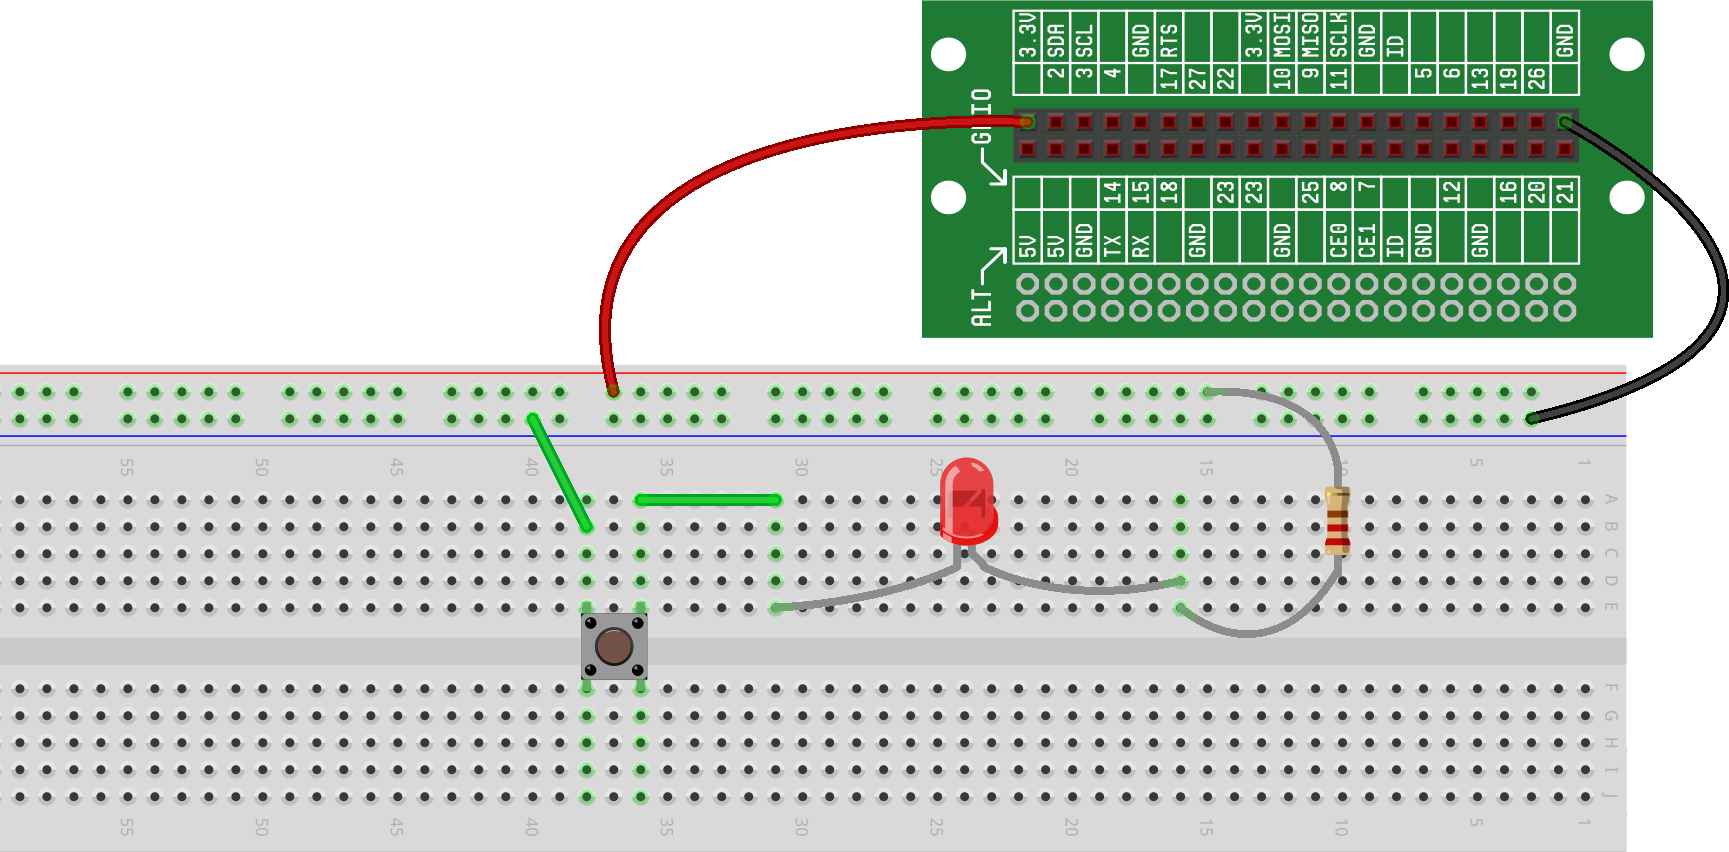 3.3V SDA SCL GND RTS 3.3V MOSI MISO SCLK GND ID GND
2 3 4 17 27 22 10 9 11 5 6 13 19 26
GPIO
14 15 18 23 23 25 8 7 12 16 20 21
5V 5V GND TX RX GND GND CE0 CE1 ID GND GND
ALT
55 50 45 40 35 30 25 20 15 10 5 1
A
B
C
D
E
F
G
H
I
J
55 50 45 40 35 30 25 20 15 10 5 1